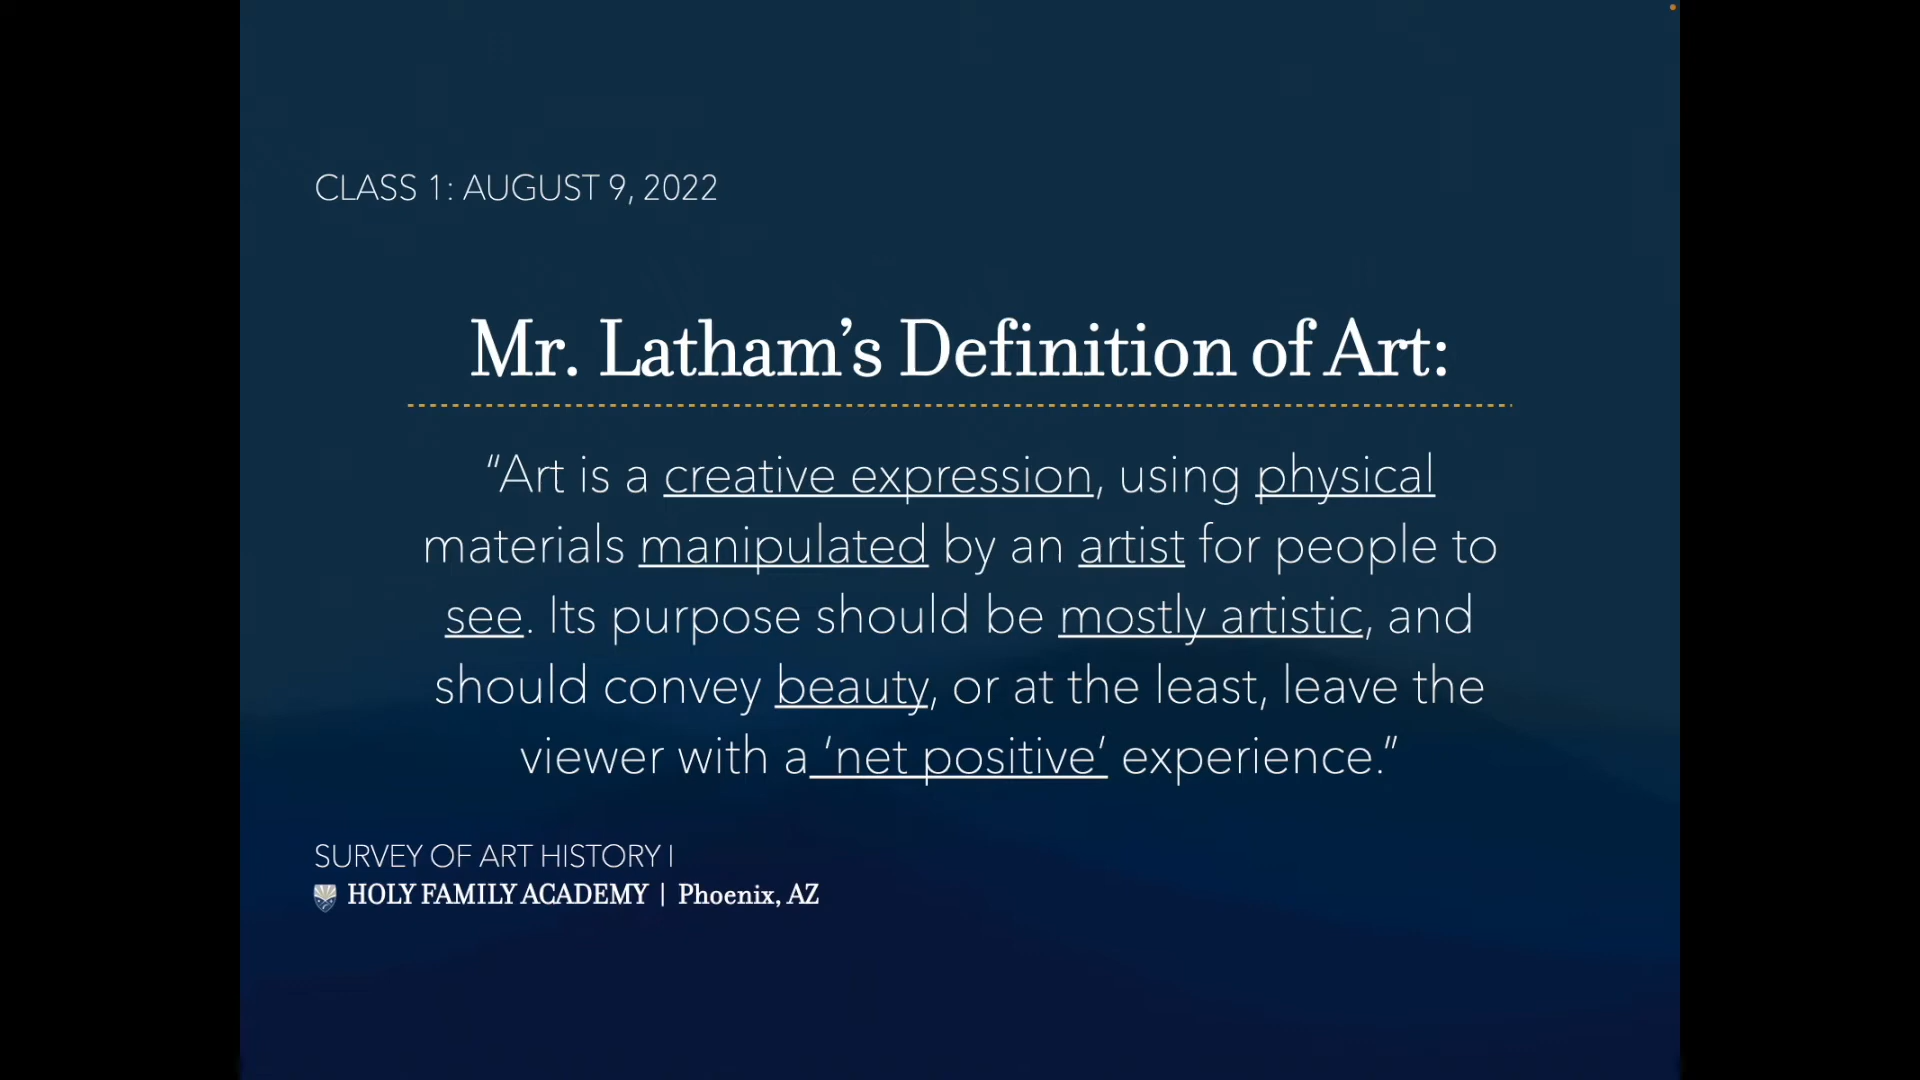 CLASS 1: AUGUST 9, 2022
Mr. Latham’s Definition of Art:
“Art is a creative expression, using physical
materials manipulated by an artist for people to
see. Its purpose should be mostly artistic, and
should convey beauty, or at the least, leave the
viewer with a ‘net positive’ experience.”
SURVEY OF ART HISTORY I
HOLY FAMILY ACADEMY | Phoenix, AZ